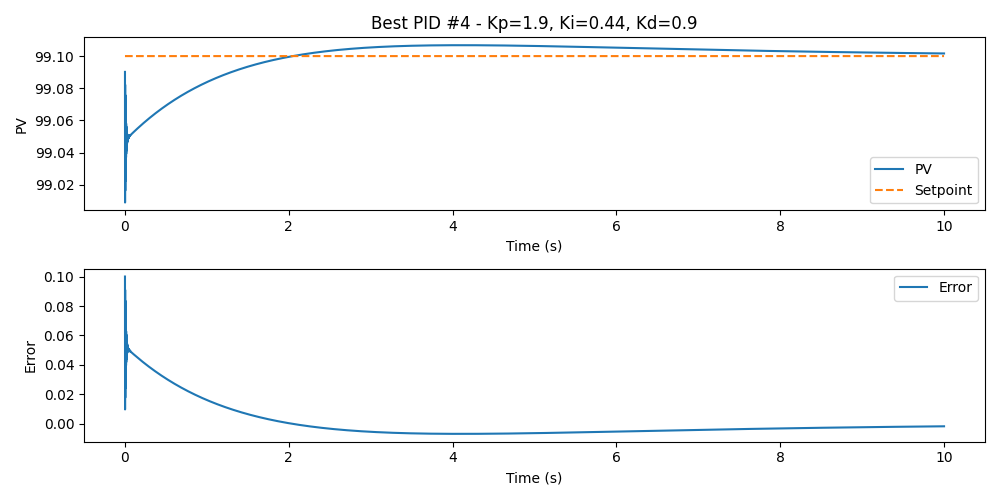 Best PID #4 - Kp=1.9, Ki=0.44, Kd=0.9
99.10
99.08
99.06
99.04
99.02
PV
PV
Setpoint
0 2 4 6 8 10
Time (s)
0.10
0.08
0.06
0.04
0.02
0.00
Error
Error
0 2 4 6 8 10
Time (s)